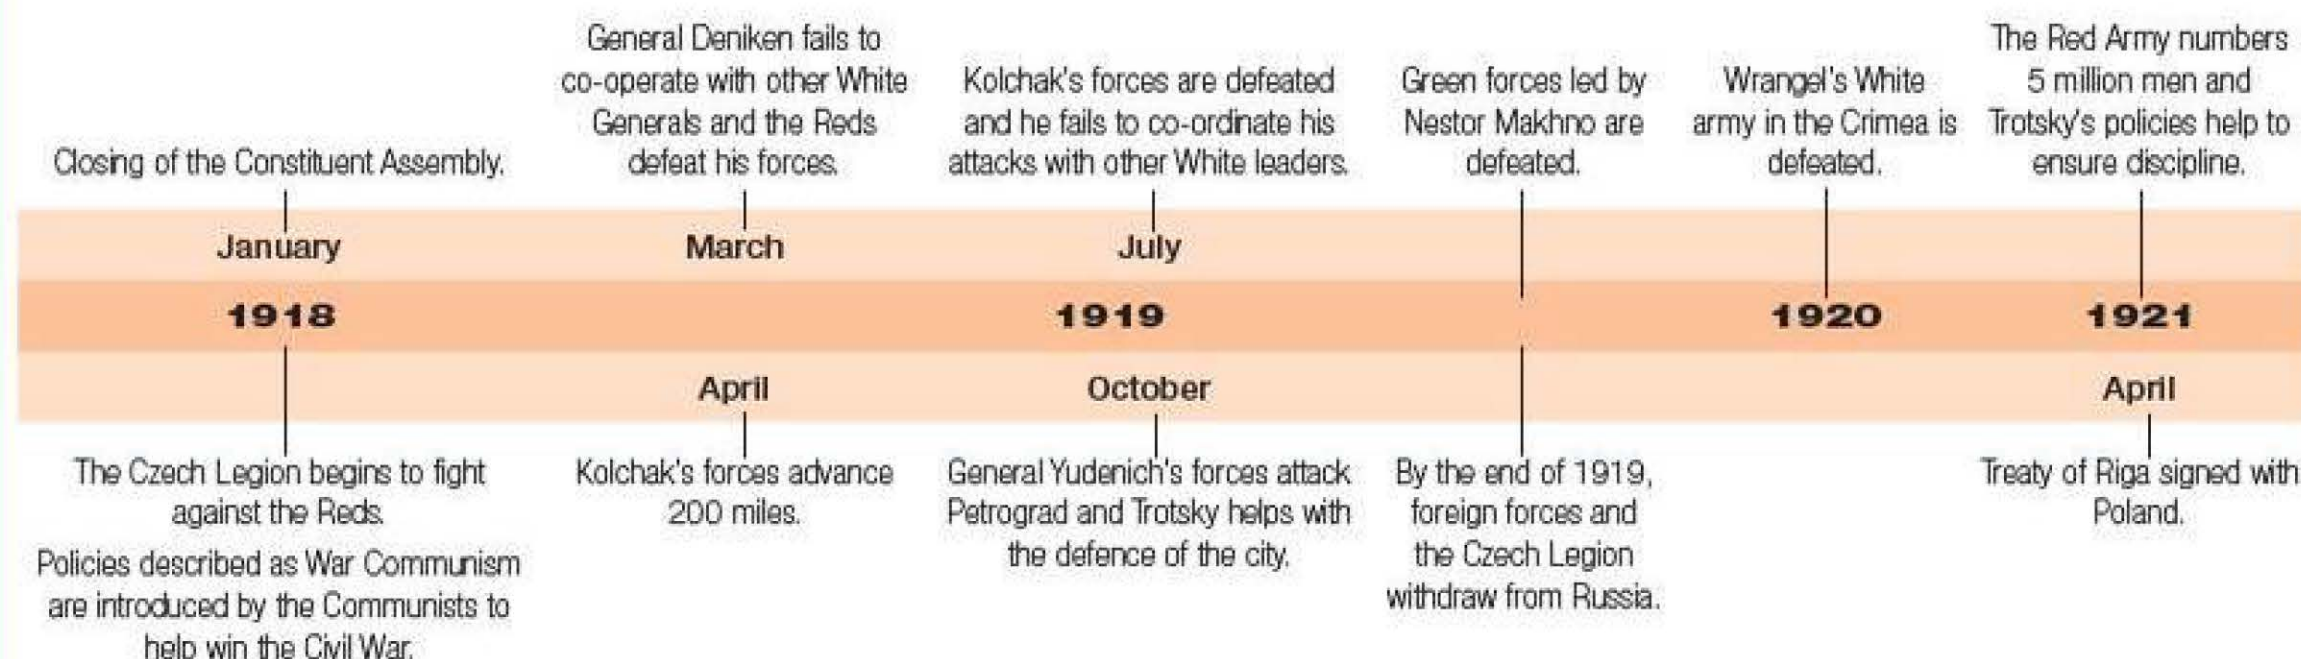 Closing of the Constituent Assembly.
General Deniken fails to
co-operate with other White
Generals and the Reds
defeat his forces.
Kolchak's forces are defeated
and he fails to co-ordinate his
attacks with other White leaders.
Green forces led by
Nestor Makhno are
defeated.
Wrangel's White
army in the Crimea is
defeated.
The Red Army numbers
5 million men and
Trotsky's policies help to
ensure discipline.
January
March
July
1918
1919
1920
1921
April
October
April
The Czech Legion begins to fight
against the Reds.
Policies described as War Communism
are introduced by the Communists to
help win the Civil War.
Kolchak's forces advance
200 miles.
General Yudenich's forces attack
Petrograd and Trotsky helps with
the defence of the city.
By the end of 1919,
foreign forces and
the Czech Legion
withdraw from Russia.
Treaty of Riga signed with
Poland.